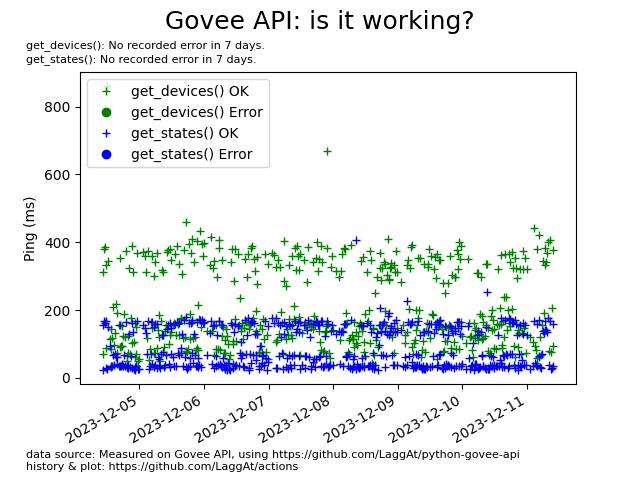 Govee API: is it working?
get_devices(): No recorded error in 7 days.
get_states(): No recorded error in 7 days.
get_devices() OK
get_devices() Error
get_states() OK
get_states() Error
Ping (ms)
800
600
400
200
0
2023-12-05
2023-12-06
2023-12-07
2023-12-08
2023-12-09
2023-12-10
2023-12-11
data source: Measured on Govee API, using https://github.com/LaggAt/python-govee-api
history & plot: https://github.com/LaggAt/actions